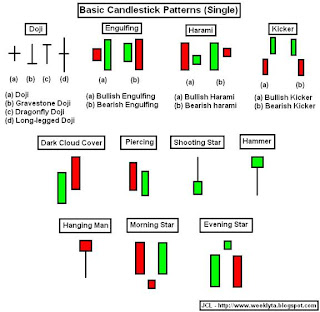 Basic Candlestick Patterns (Single)
Doji
Engulfing
Harami
Kicker
(a) (b) (c) (d)
(a) (b)
(a) (b)
(a) (b)
(a) Doji
(b) Gravestone Doji
(c) Dragonfly Doji
(d) Long-legged Doji
(a) Bullish Engulfing
(b) Bearish Engulfing
(a) Bullish Harami
(b) Bearish harami
(a) Bullish Kicker
(b) Bearish Kicker
Dark Cloud Cover
Piercing
Shooting Star
Hammer
Hanging Man
Morning Star
Evening Star
JCL - http://www.weeklyta.blogspot.com